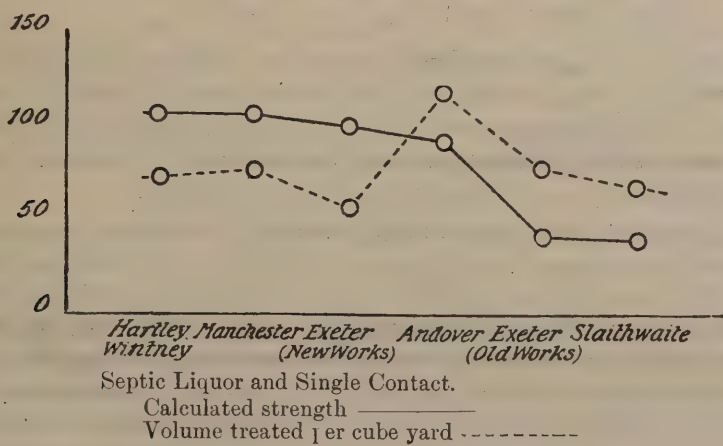 150
100
50
0
Hartley Manchester Exeter Andover Exeter Slaithwaite
Wintney (New Works) (Old Works)
Septic Liquor and Single Contact.
Calculated strength
Volume treated per cube yard